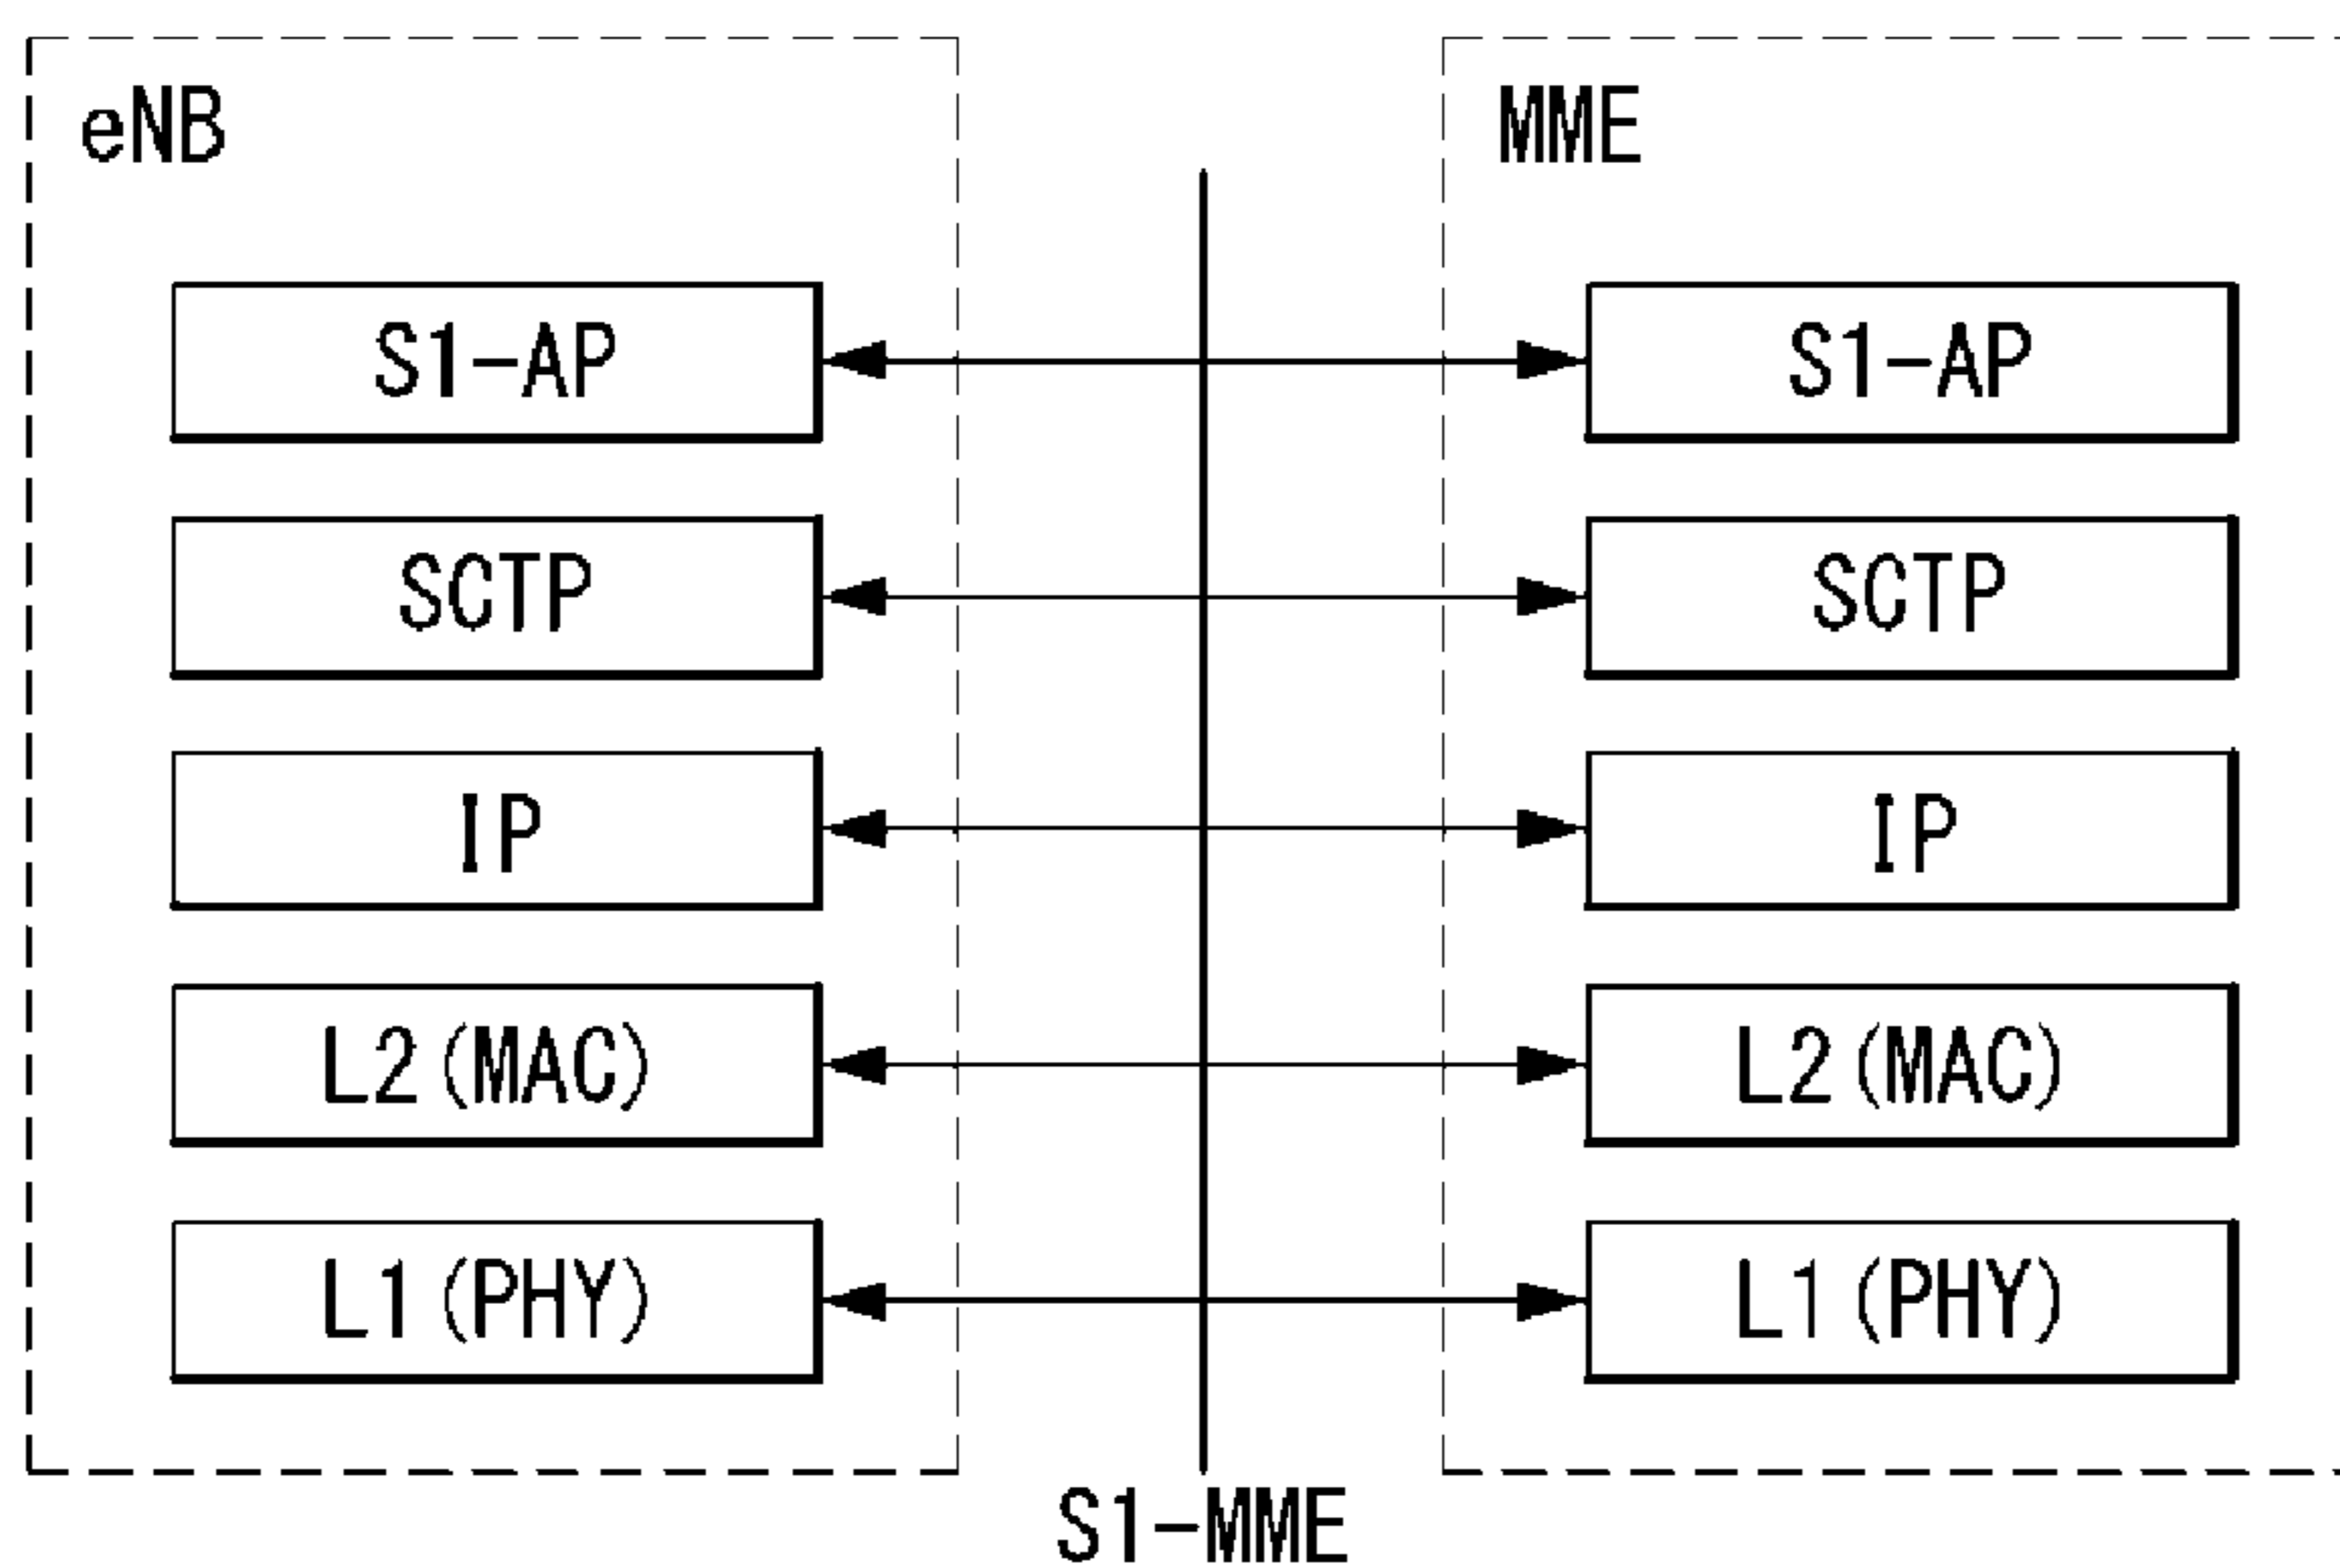 eNB
MME
S1-AP
S1-AP
SCTP
SCTP
IP
IP
L2(MAC)
L2(MAC)
L1(PHY)
L1(PHY)
S1-MME